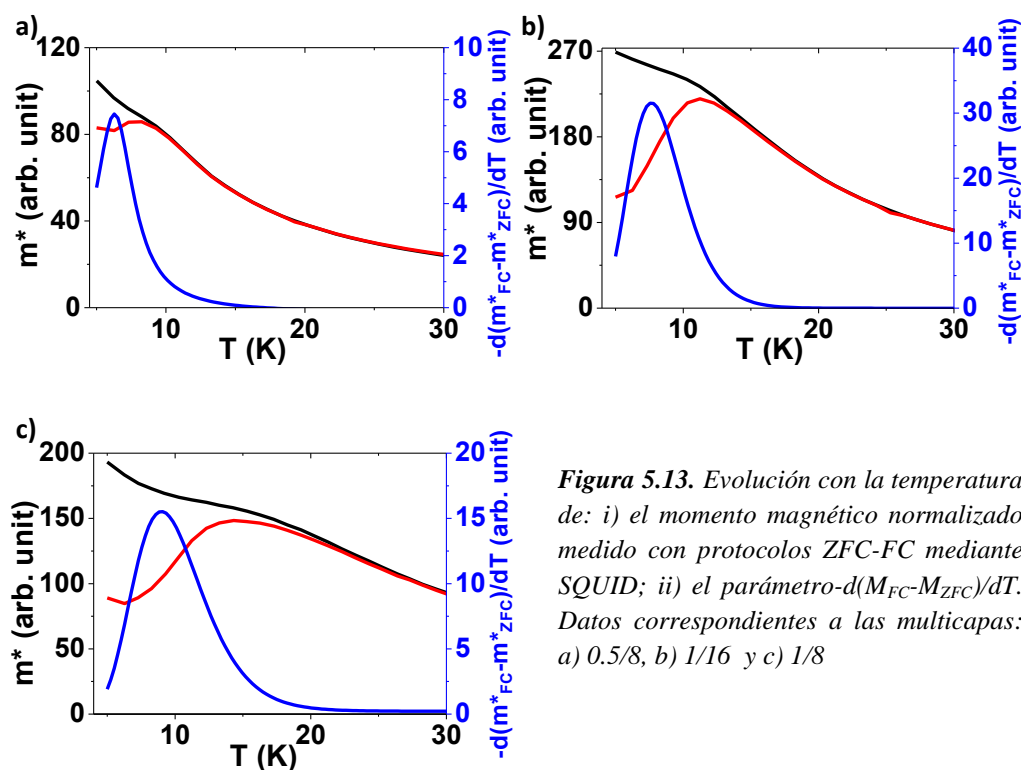 a)
120
80
40
0
m* (arb. unit)
10
20
30
T (K)
10
8
6
4
2
0
-d(m*FC-m*ZFC)/dT (arb. unit)
b)
270
180
90
0
m* (arb. unit)
10
20
30
T (K)
40
30
20
10
0
-d(m*FC-m*ZFC)/dT (arb. unit)
c)
200
150
100
50
0
m* (arb. unit)
10
20
30
T (K)
20
15
10
5
0
-d(m*FC-m*ZFC)/dT (arb. unit)
Figura 5.13. Evolución con la temperatura
de: i) el momento magnético normalizado
medido con protocolos ZFC-FC mediante
SQUID; ii) el parámetro-d(MFC-MZFC)/dT.
Datos correspondientes a las multicapas:
a) 0.5/8, b) 1/16 y c) 1/8